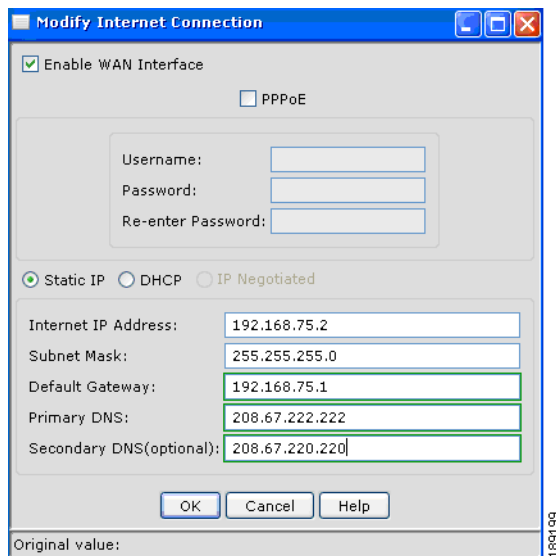 Modify Internet Connection
Enable WAN Interface
PPPoE
Username:
Password:
Re-enter Password:
Static IP DHCP IP Negotiated
Internet IP Address: 192.168.75.2
Subnet Mask: 255.255.255.0
Default Gateway: 192.168.75.1
Primary DNS: 208.67.222.222
Secondary DNS(optional): 208.67.220.220
OK Cancel Help
Original value:
189199